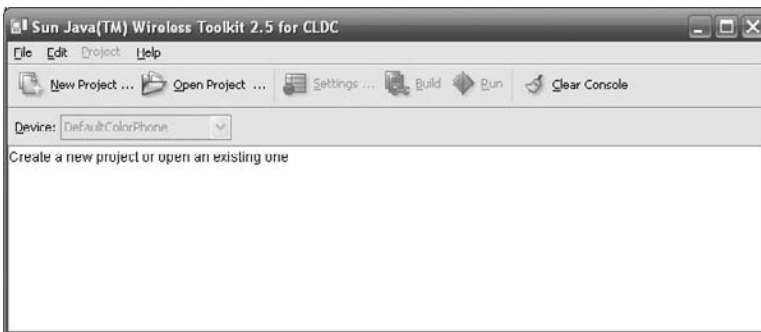 Sun Java(TM) Wireless Toolkit 2.5 for CLDC
File Edit Project Help
New Project ... Open Project ... Settings ... Build Run Clear Console
Device: DefaultColorPhone
Create a new project or open an existing one